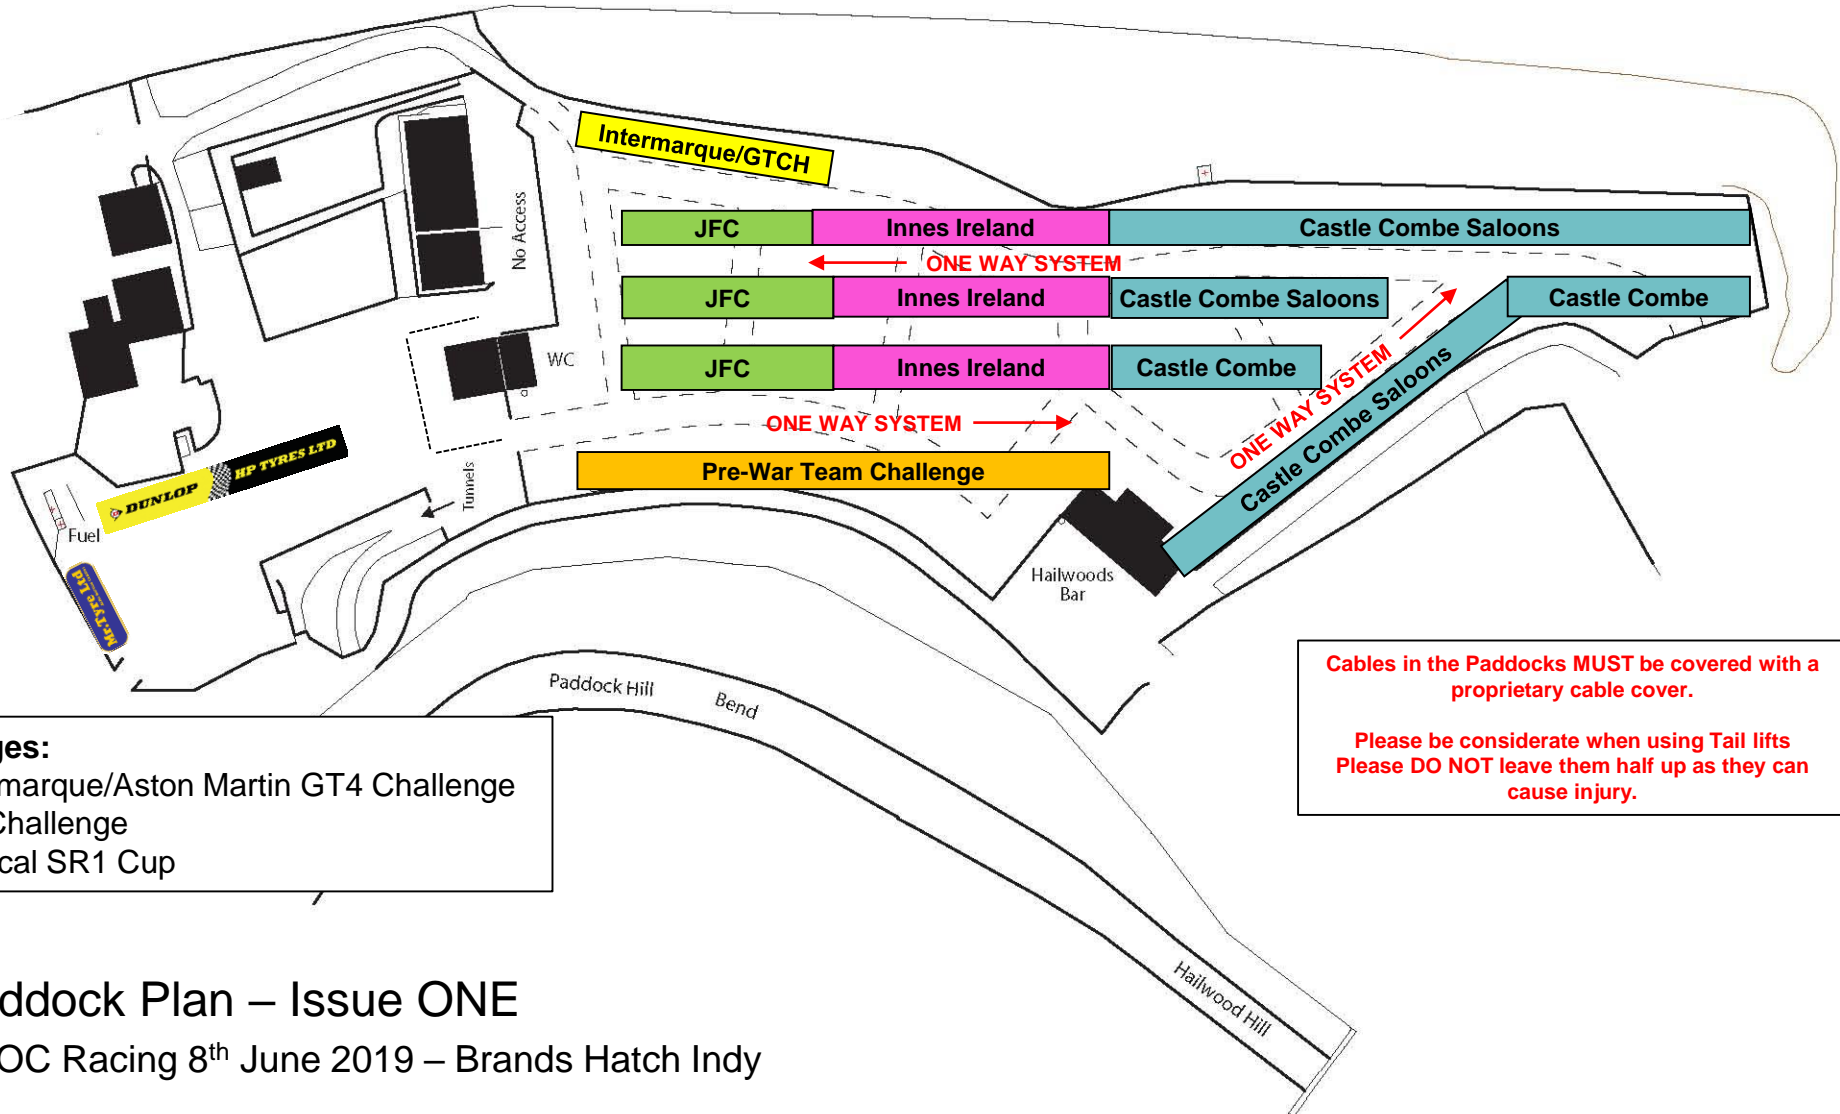 Intermarque/GTCH
JFC
Innes Ireland
Castle Combe Saloons
ONE WAY SYSTEM
No Access
JFC
Innes Ireland
Castle Combe Saloons
Castle Combe
WC
JFC
Innes Ireland
Castle Combe
ONE WAY SYSTEM
ONE WAY SYSTEM
Castle Combe Saloons
Pre-War Team Challenge
DUNLOP
HP TYRES LTD
Tunnels
Fuel
Mr.Tyre Ltd
Hailwoods
Bar
Paddock Hill
Bend
Hailwood Hill
Cables in the Paddocks MUST be covered with a
proprietary cable cover.
Please be considerate when using Tail lifts
Please DO NOT leave them half up as they can
cause injury.
ges:
marque/Aston Martin GT4 Challenge
Challenge
cal SR1 Cup
ddock Plan – Issue ONE
OC Racing 8th June 2019 – Brands Hatch Indy